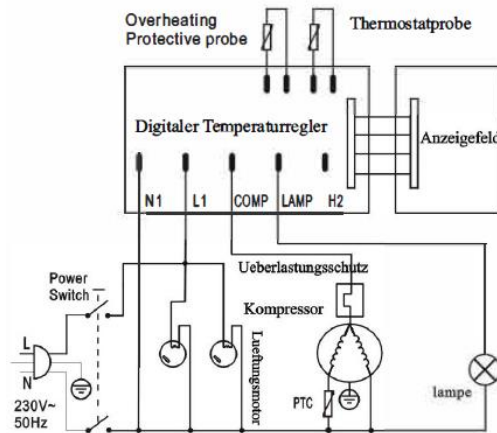 Overheating
Protective probe
Thermostatprobe
Digitaler Temperaturregler
Anzeigefeld
N1 L1 COMP LAMP H2
Ueberlastungsschutz
Power
Switch
Kompressor
Lueftungsmotor
L
N
230V~
50Hz
PTC
lampe